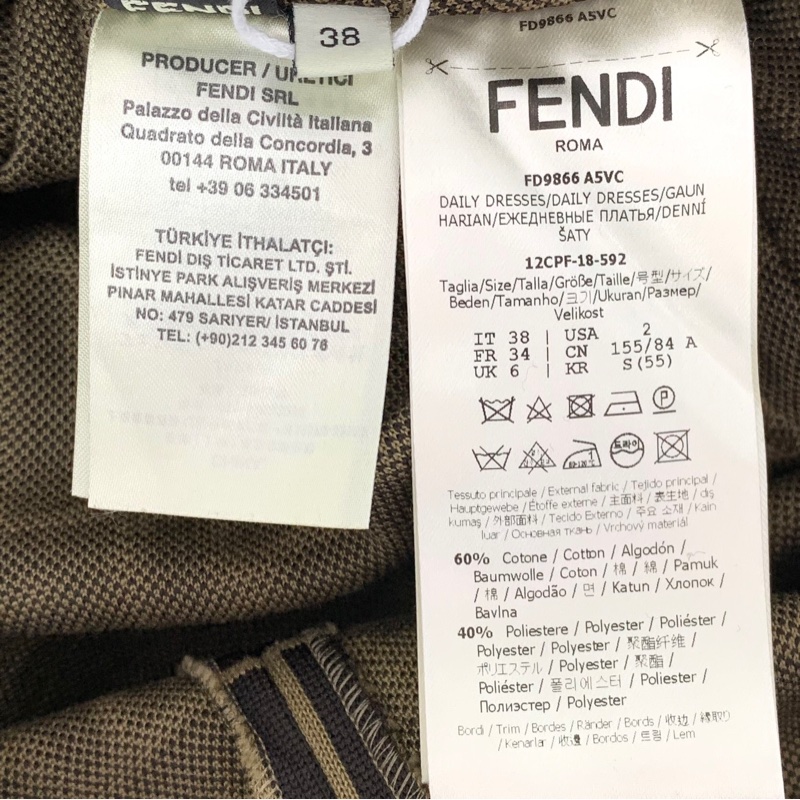 FENDI
38
PRODUCER / ÜRETİCİ
FENDI SRL
Palazzo della Civiltà Italiana
Quadrato della Concordia, 3
00144 ROMA ITALY
tel +39 06 334501
TÜRKİYE İTHALATÇI:
FENDI DIŞ TİCARET LTD. ŞTİ.
İSTİNYE PARK ALIŞVERİŞ MERKEZİ
PINAR MAHALLESİ KATAR CADDESİ
NO: 479 SARIYER/ İSTANBUL
TEL: (+90)212 345 60 76
FD9866 A5VC
FENDI
ROMA
FD9866 A5VC
DAILY DRESSES/DAILY DRESSES/GAUN
HARIAN/ЕЖЕДНЕВНЫЕ ПЛАТЬЯ/DENNÍ
ŠATY
12CPF-18-592
Taglia/Size/Talla/Größe/Taille/号型/サイズ/
Beden/Tamanho/크기/Ukuran/Размер/
Velikost
IT 38 | USA 2
FR 34 | CN 155/84 A
UK 6 | KR S(55)
P
드라이
Tessuto principale / External fabric / Tejido principal /
Hauptgewebe / Étoffe externe / 主面料 / 表生地 / dış
kumaş / 外部面料 / Tecido Externo / 주요 소재 / Kain
luar / Основная ткань / Vrchový materiál
60% Cotone / Cotton / Algodón /
Baumwolle / Coton / 棉 / 綿 / Pamuk
/ 棉 / Algodão / 면 / Katun / Хлопок /
Bavlna
40% Poliestere / Polyester / Poliéster /
Polyester / Polyester / 聚酯纤维 /
ポリエステル / Polyester / 聚酯 /
Poliéster / 폴리에스터 / Poliester /
Полиэстер / Polyester
Bordi / Trim / Bordes / Ränder / Bords / 收边 / 縁取り
/ Kenarlar / 收邊 / Bordos / 트림 / Lem